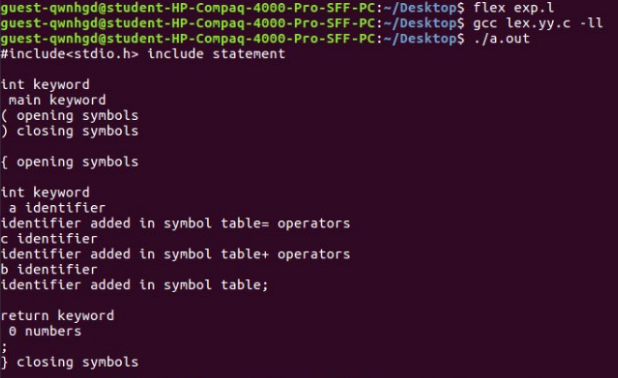 guest-qwnhgd@student-HP-Compaq-4000-Pro-SFF-PC:~/Desktop$ flex exp.l
guest-qwnhgd@student-HP-Compaq-4000-Pro-SFF-PC:~/Desktop$ gcc lex.yy.c -ll
guest-qwnhgd@student-HP-Compaq-4000-Pro-SFF-PC:~/Desktop$ ./a.out
#include<stdio.h> include statement
int keyword
main keyword
( opening symbols
) closing symbols
{ opening symbols
int keyword
a identifier
identifier added in symbol table= operators
c identifier
identifier added in symbol table+ operators
b identifier
identifier added in symbol table;
return keyword
0 numbers
;
} closing symbols